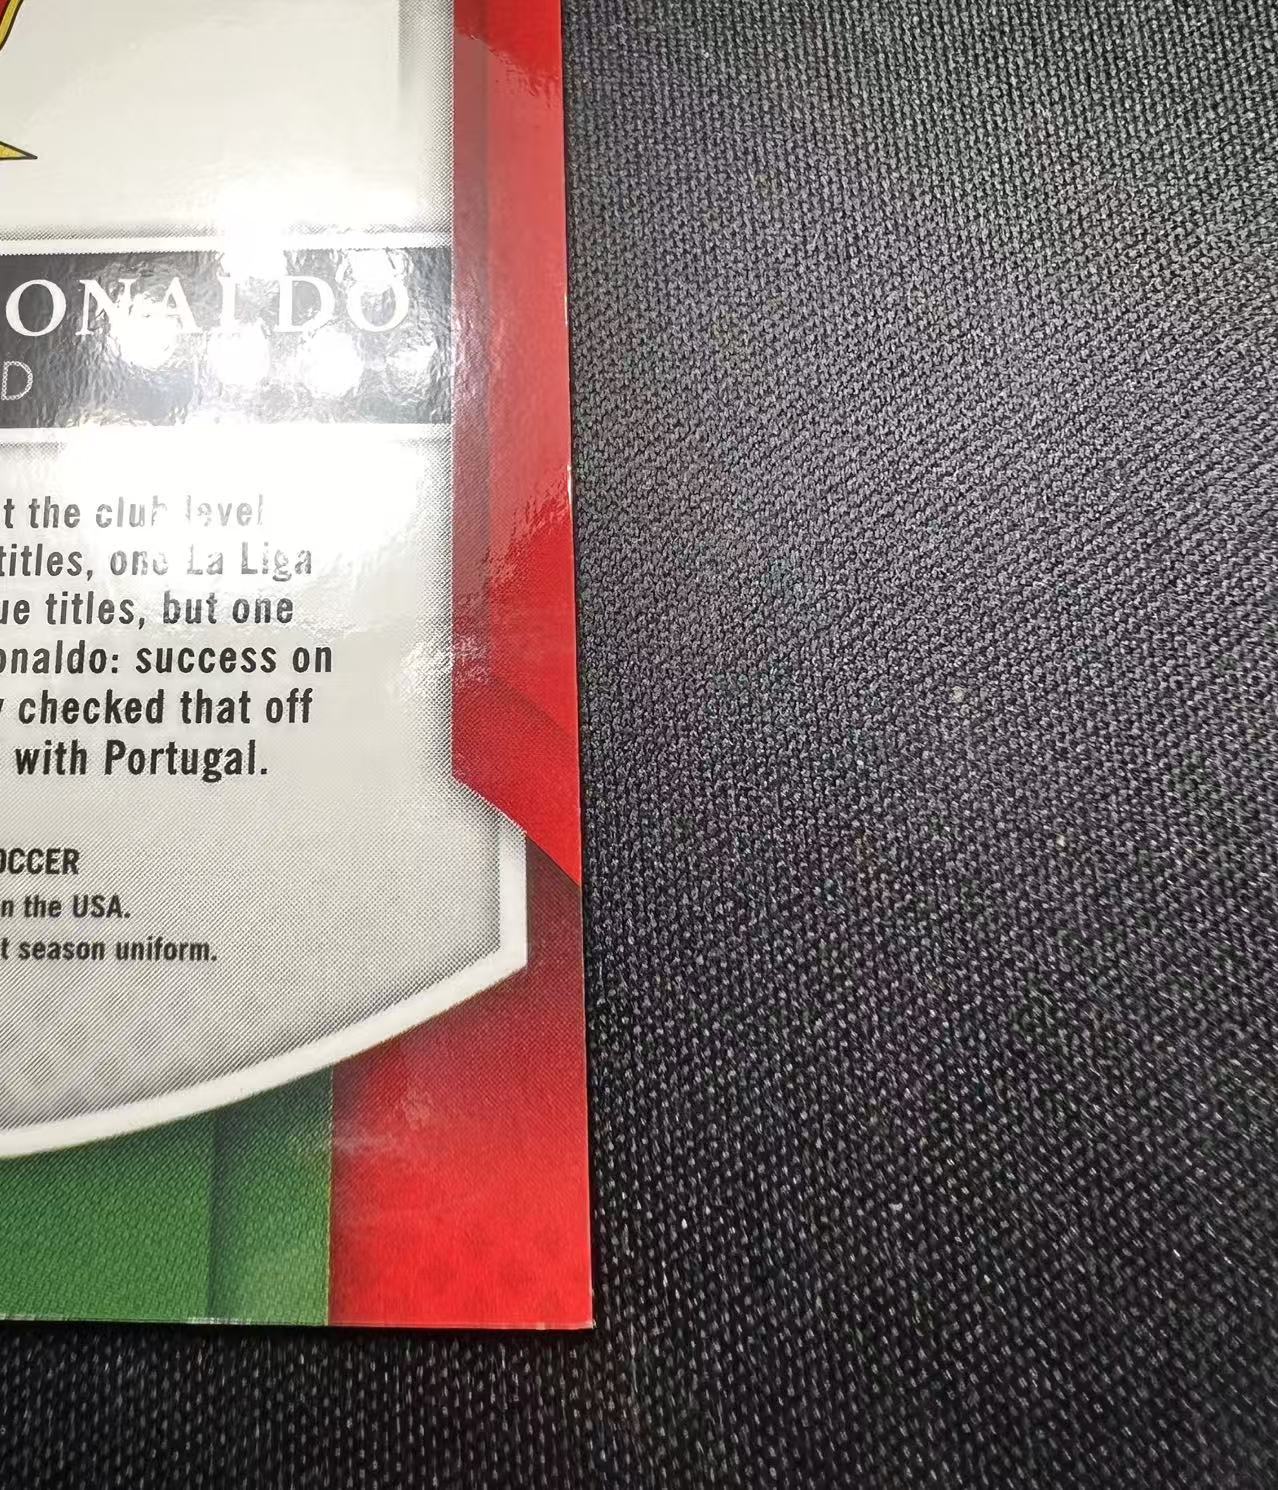 ONALDO
D
t the club level
titles, one La Liga
ue titles, but one
onaldo: success on
y checked that off
with Portugal.
OCCER
n the USA.
t season uniform.